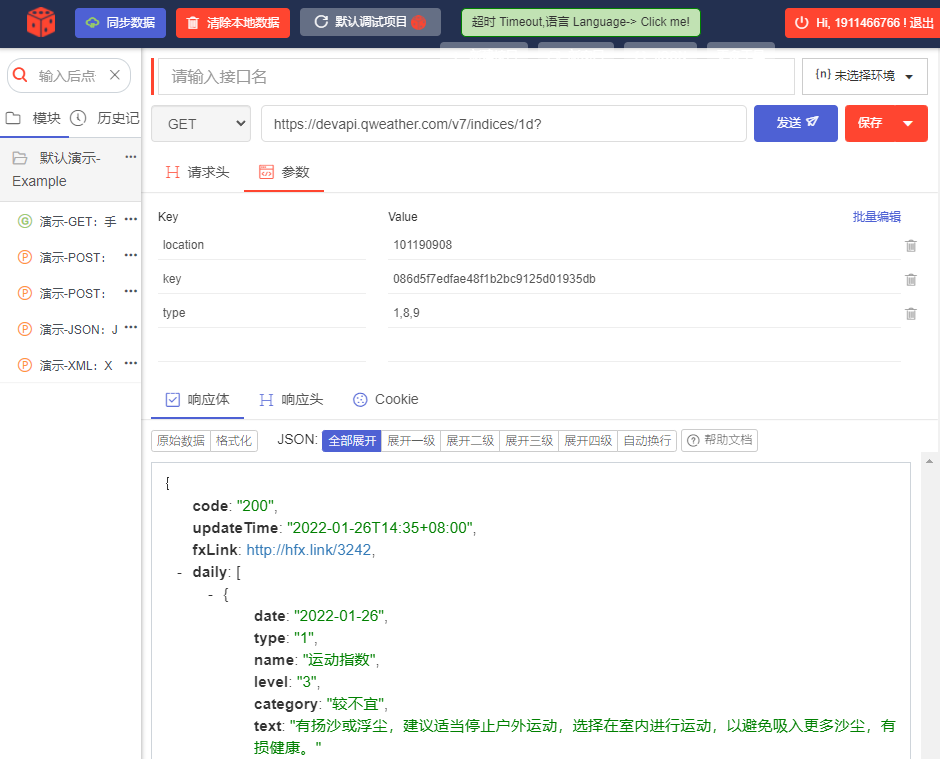 同步数据 清除本地数据 默认调试项目 超时 Timeout,语言 Language-> Click me! Hi, 1911466766 ! 退出
输入后点
请输入接口名 {n} 未选择环境
模块 历史记
GET https://devapi.qweather.com/v7/indices/1d? 发送 保存
默认演示-
Example
请求头 参数
演示-GET：手
演示-POST：
演示-POST：
演示-JSON：J
演示-XML：X
Key Value 批量编辑
location 101190908
key 086d5f7edfae48f1b2bc9125d01935db
type 1,8,9
响应体 响应头 Cookie
原始数据 格式化 JSON: 全部展开 展开一级 展开二级 展开三级 展开四级 自动换行 帮助文档
{
code: "200",
updateTime: "2022-01-26T14:35+08:00",
fxLink: http://hfx.link/3242,
- daily: [
- {
date: "2022-01-26",
type: "1",
name: "运动指数",
level: "3",
category: "较不宜",
text: "有扬沙或浮尘，建议适当停止户外运动，选择在室内进行运动，以避免吸入更多沙尘，有
损健康。"